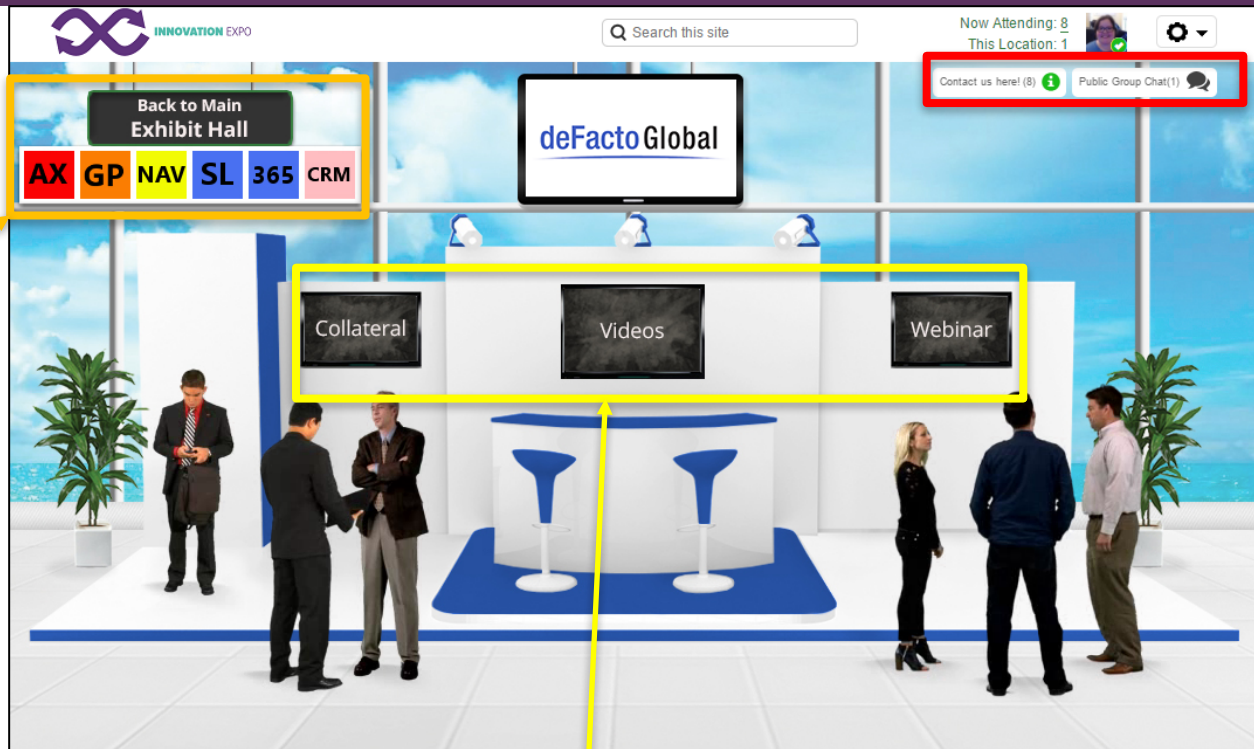 INNOVATION EXPO
Search this site
Now Attending: 8
This Location: 1
Contact us here! (8)
Public Group Chat(1)
Back to Main
Exhibit Hall
AX GP NAV SL 365 CRM
deFacto Global
Collateral
Videos
Webinar